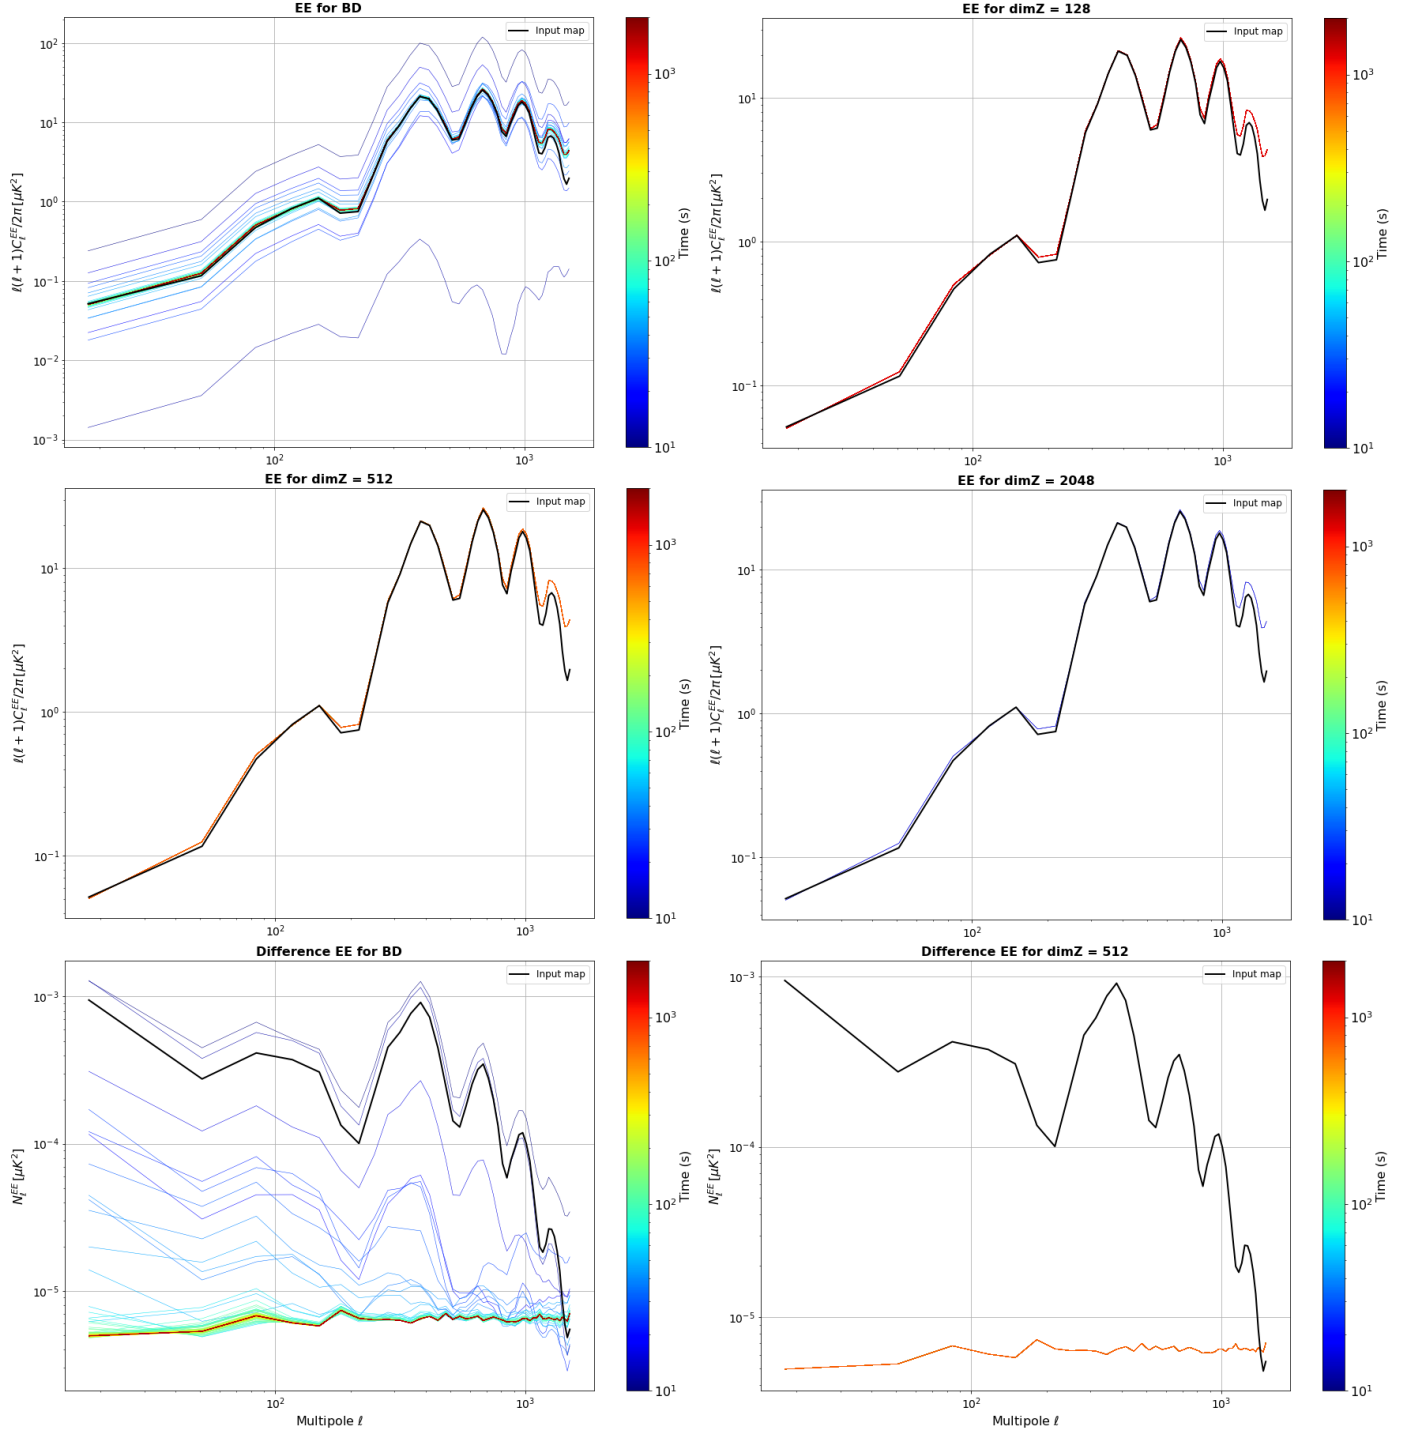 EE for BD
Input map
10²
10¹
10⁰
10⁻¹
10⁻²
10⁻³
ℓ(ℓ + 1)C_ℓ^{EE}/2π[μK²]
10²
10³
10³
10²
10¹
Time (s)
EE for dimZ = 128
Input map
10¹
10⁰
10⁻¹
ℓ(ℓ + 1)C_ℓ^{EE}/2π[μK²]
10²
10³
10³
10²
10¹
Time (s)
EE for dimZ = 512
Input map
10¹
10⁰
10⁻¹
ℓ(ℓ + 1)C_ℓ^{EE}/2π[μK²]
10²
10³
10³
10²
10¹
Time (s)
EE for dimZ = 2048
Input map
10¹
10⁰
10⁻¹
ℓ(ℓ + 1)C_ℓ^{EE}/2π[μK²]
10²
10³
10³
10²
10¹
Time (s)
Difference EE for BD
Input map
10⁻³
10⁻⁴
10⁻⁵
N_ℓ^{EE}[μK²]
10²
10³
Multipole ℓ
10³
10²
10¹
Time (s)
Difference EE for dimZ = 512
Input map
10⁻³
10⁻⁴
10⁻⁵
N_ℓ^{EE}[μK²]
10²
10³
Multipole ℓ
10³
10²
10¹
Time (s)